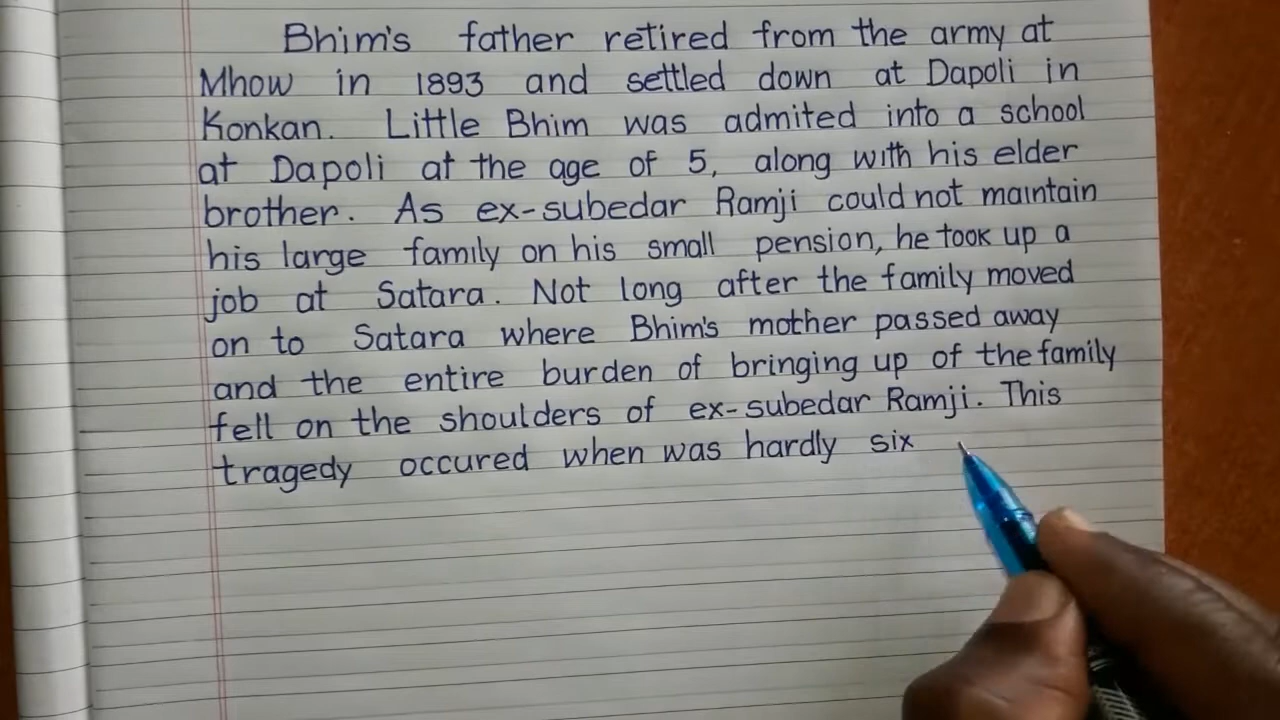 Bhim's father retired from the army at
Mhow in 1893 and settled down at Dapoli in
Konkan. Little Bhim was admited into a school
at Dapoli at the age of 5, along with his elder
brother. As ex-subedar Ramji could not maintain
his large family on his small pension, he took up a
job at Satara. Not long after the family moved
on to Satara where Bhim's mother passed away
and the entire burden of bringing up of the family
fell on the shoulders of ex-subedar Ramji. This
tragedy occured when was hardly six